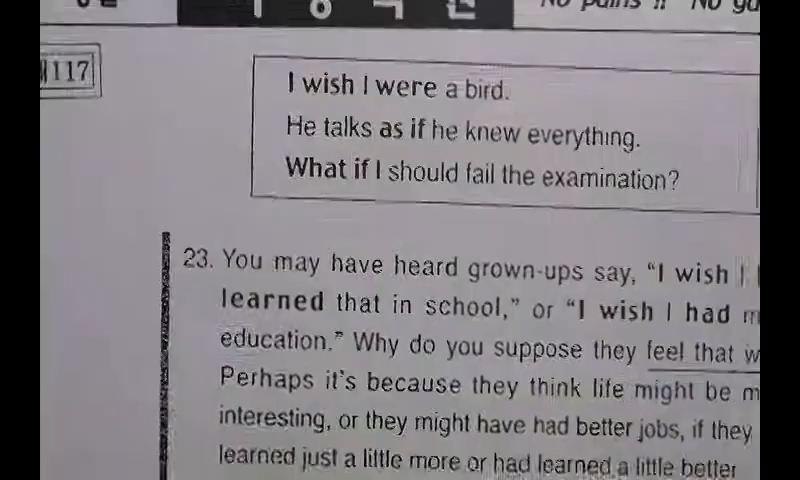 No pains !! No
117
I wish I were a bird.
He talks as if he knew everything.
What if I should fail the examination?
23. You may have heard grown-ups say, “I wish I
learned that in school,” or “I wish I had
education.” Why do you suppose they feel that
Perhaps it's because they think life might be
interesting, or they might have had better jobs, if they
learned just a little more or had learned a little better